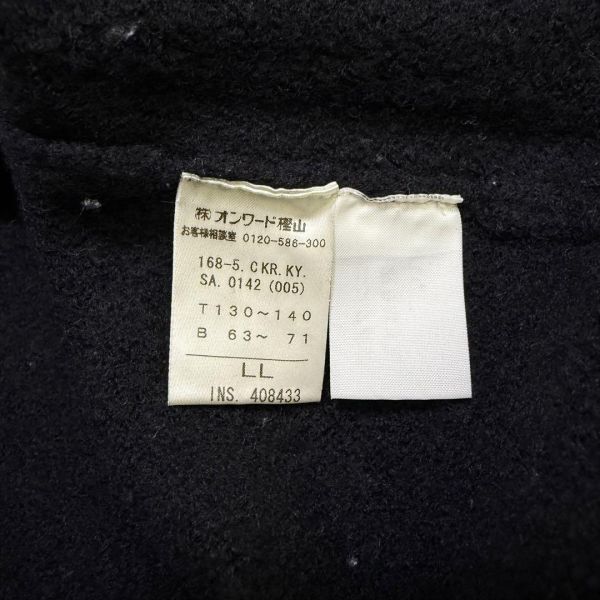 ㈱オンワード樫山
お客様相談室 0120-586-300
168-5. CKR. KY.
SA. 0142 (005)
T 130～140
B 63～ 71
LL
INS. 408433